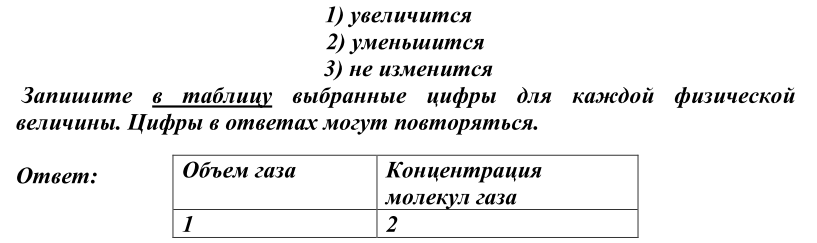 1) увеличится
2) уменьшится
3) не изменится
Запишите в таблицу выбранные цифры для каждой физической
величины. Цифры в ответах могут повторяться.
Ответ:
Объем газа
Концентрация
молекул газа
1
2